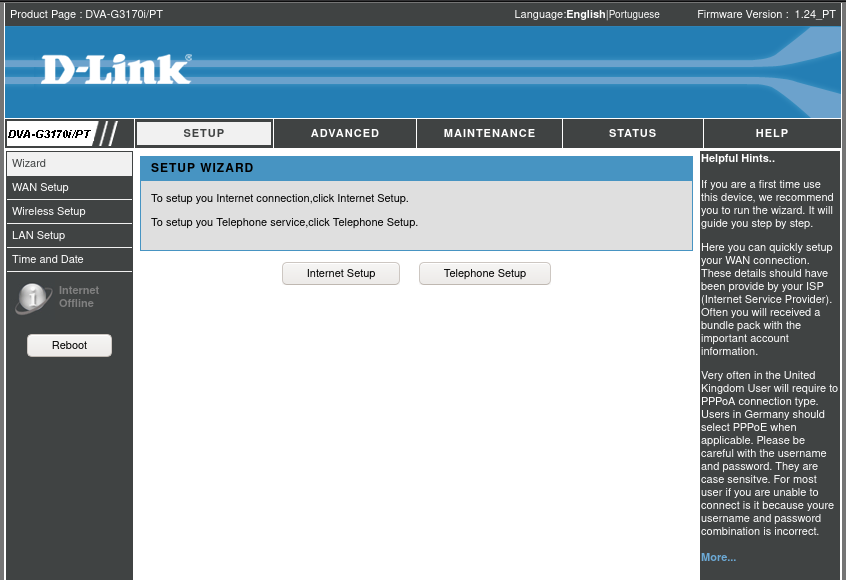 Product Page : DVA-G3170i/PT
Language:English|Portuguese
Firmware Version : 1.24_PT
D-Link®
DVA-G3170i/PT
SETUP
ADVANCED
MAINTENANCE
STATUS
HELP
Wizard
WAN Setup
Wireless Setup
LAN Setup
Time and Date
Internet
Offline
Reboot
SETUP WIZARD
To setup you Internet connection,click Internet Setup.
To setup you Telephone service,click Telephone Setup.
Internet Setup
Telephone Setup
Helpful Hints..
If you are a first time use
this device, we recommend
you to run the wizard. It will
guide you step by step.
Here you can quickly setup
your WAN connection.
These details should have
been provide by your ISP
(Internet Service Provider).
Often you will received a
bundle pack with the
important account
information.
Very often in the United
Kingdom User will require to
PPPoA connection type.
Users in Germany should
select PPPoE when
applicable. Please be
careful with the username
and password. They are
case sensitve. For most
user if you are unable to
connect is it because youre
username and password
combination is incorrect.
More...